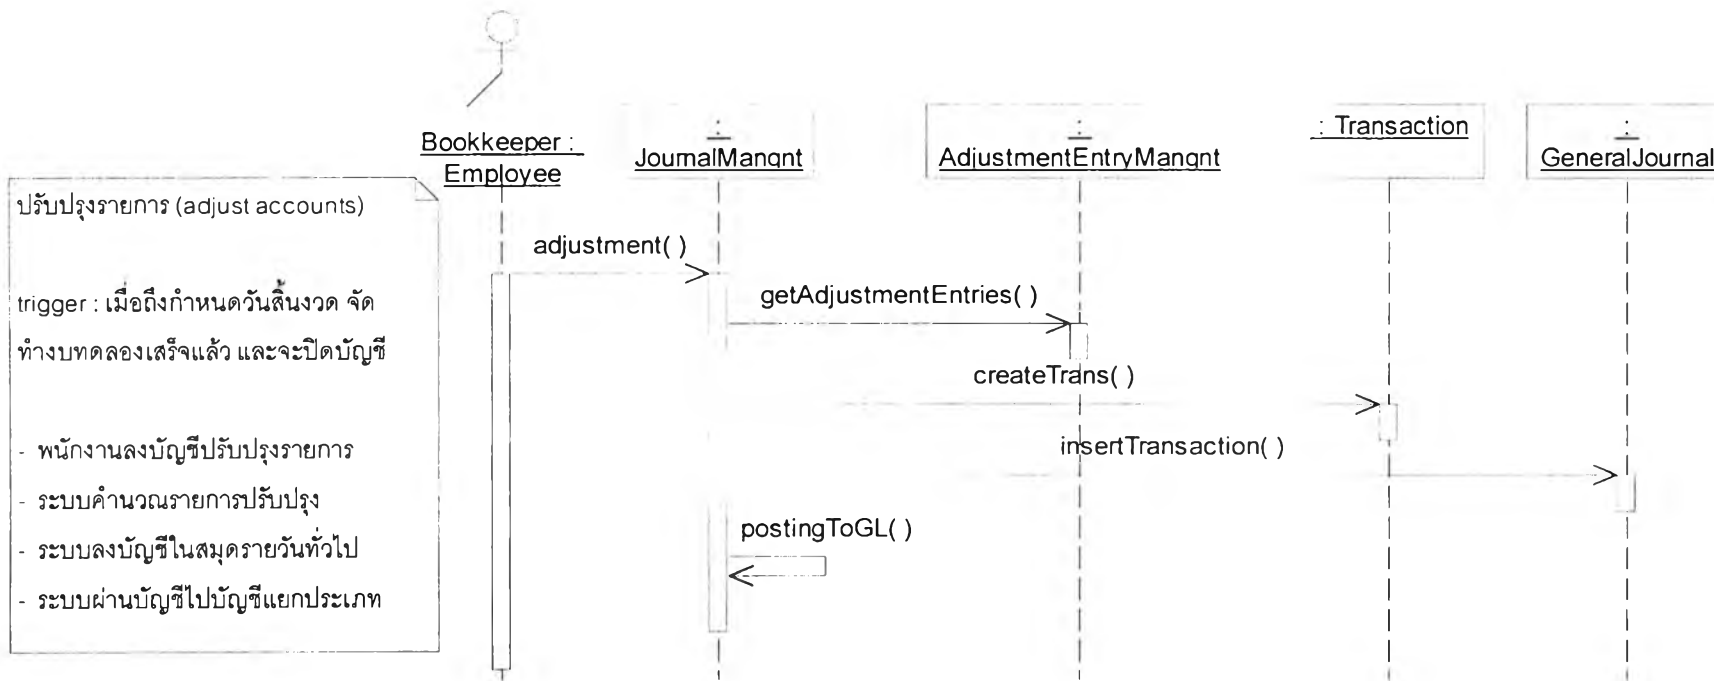 Bookkeeper :
Employee
:
JournalMangnt
:
AdjustmentEntryMangnt
: Transaction
:
GeneralJournal
ปรับปรุงรายการ (adjust accounts)
trigger : เมื่อถึงกำหนดวันสิ้นงวด จัด
ทำงบทดลองเสร็จแล้ว และจะปิดบัญชี
- พนักงานลงบัญชีปรับปรุงรายการ
- ระบบคำนวณรายการปรับปรุง
- ระบบลงบัญชีในสมุดรายวันทั่วไป
- ระบบผ่านบัญชีไปบัญชีแยกประเภท
adjustment( )
getAdjustmentEntries( )
createTrans( )
insertTransaction( )
postingToGL( )